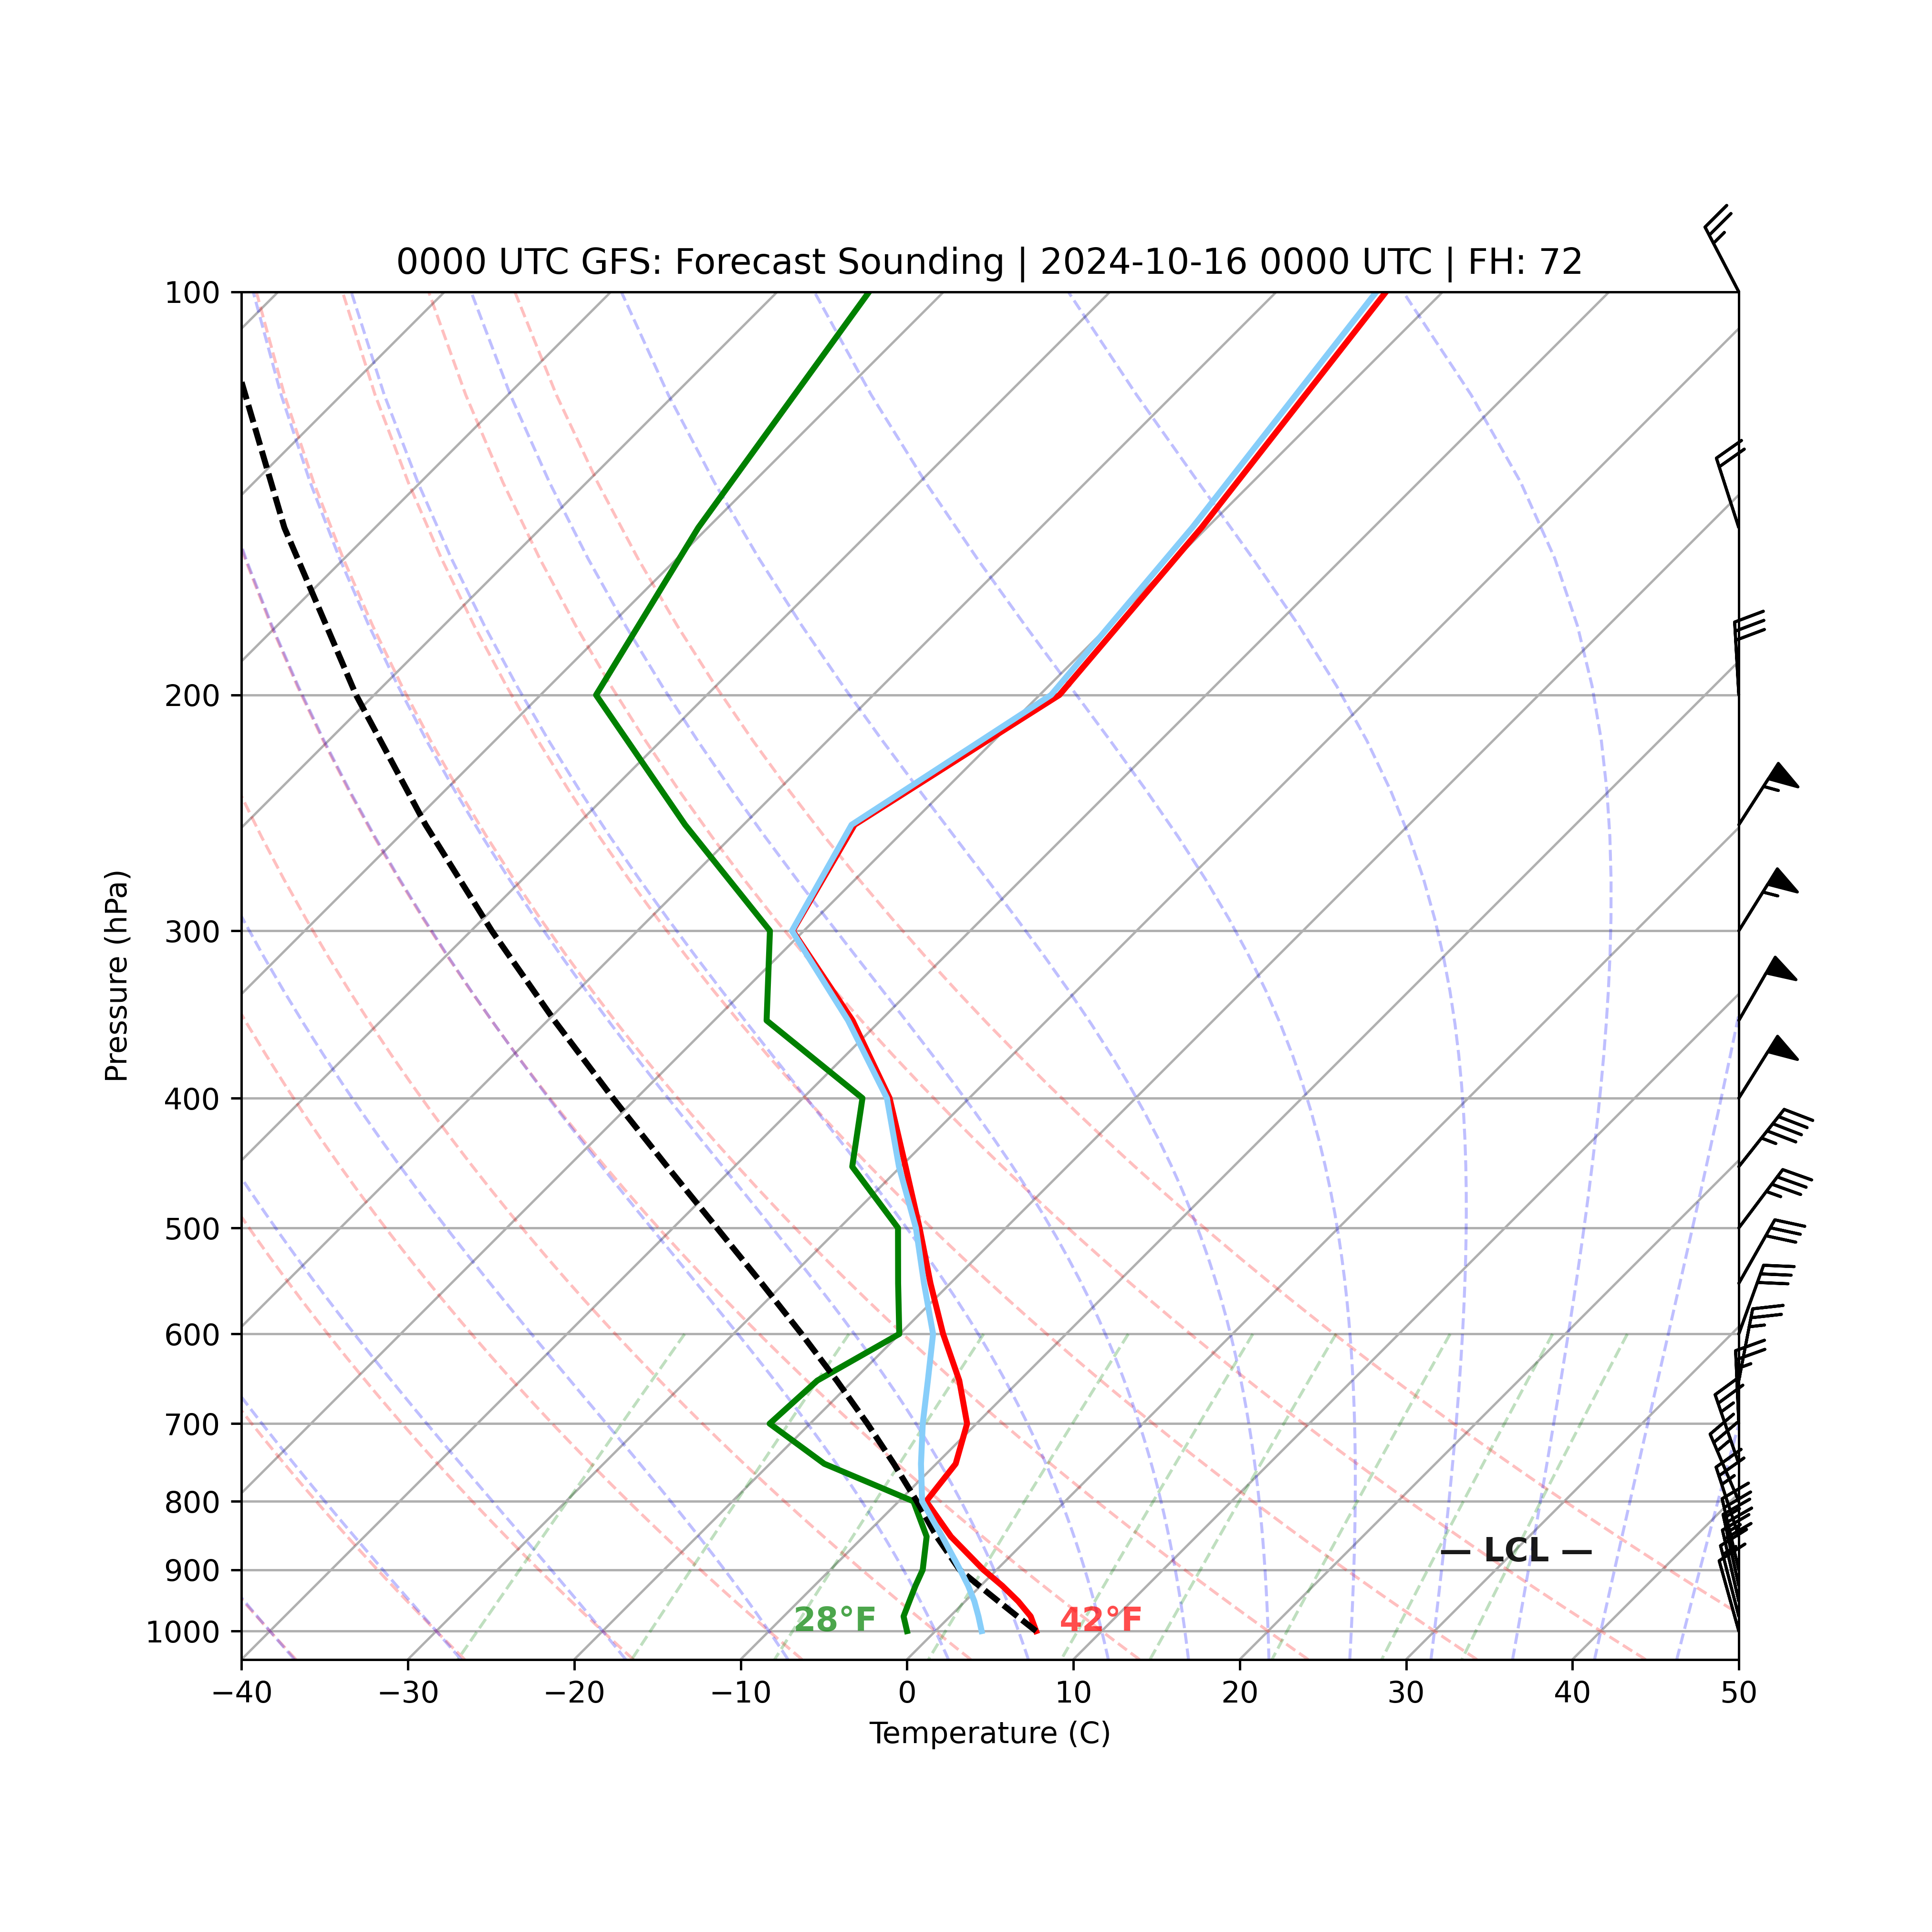 0000 UTC GFS: Forecast Sounding | 2024-10-16 0000 UTC | FH: 72
100
200
300
400
500
600
700
800
900
1000
Pressure (hPa)
— LCL —
28°F
42°F
−40 −30 −20 −10 0 10 20 30 40 50
Temperature (C)